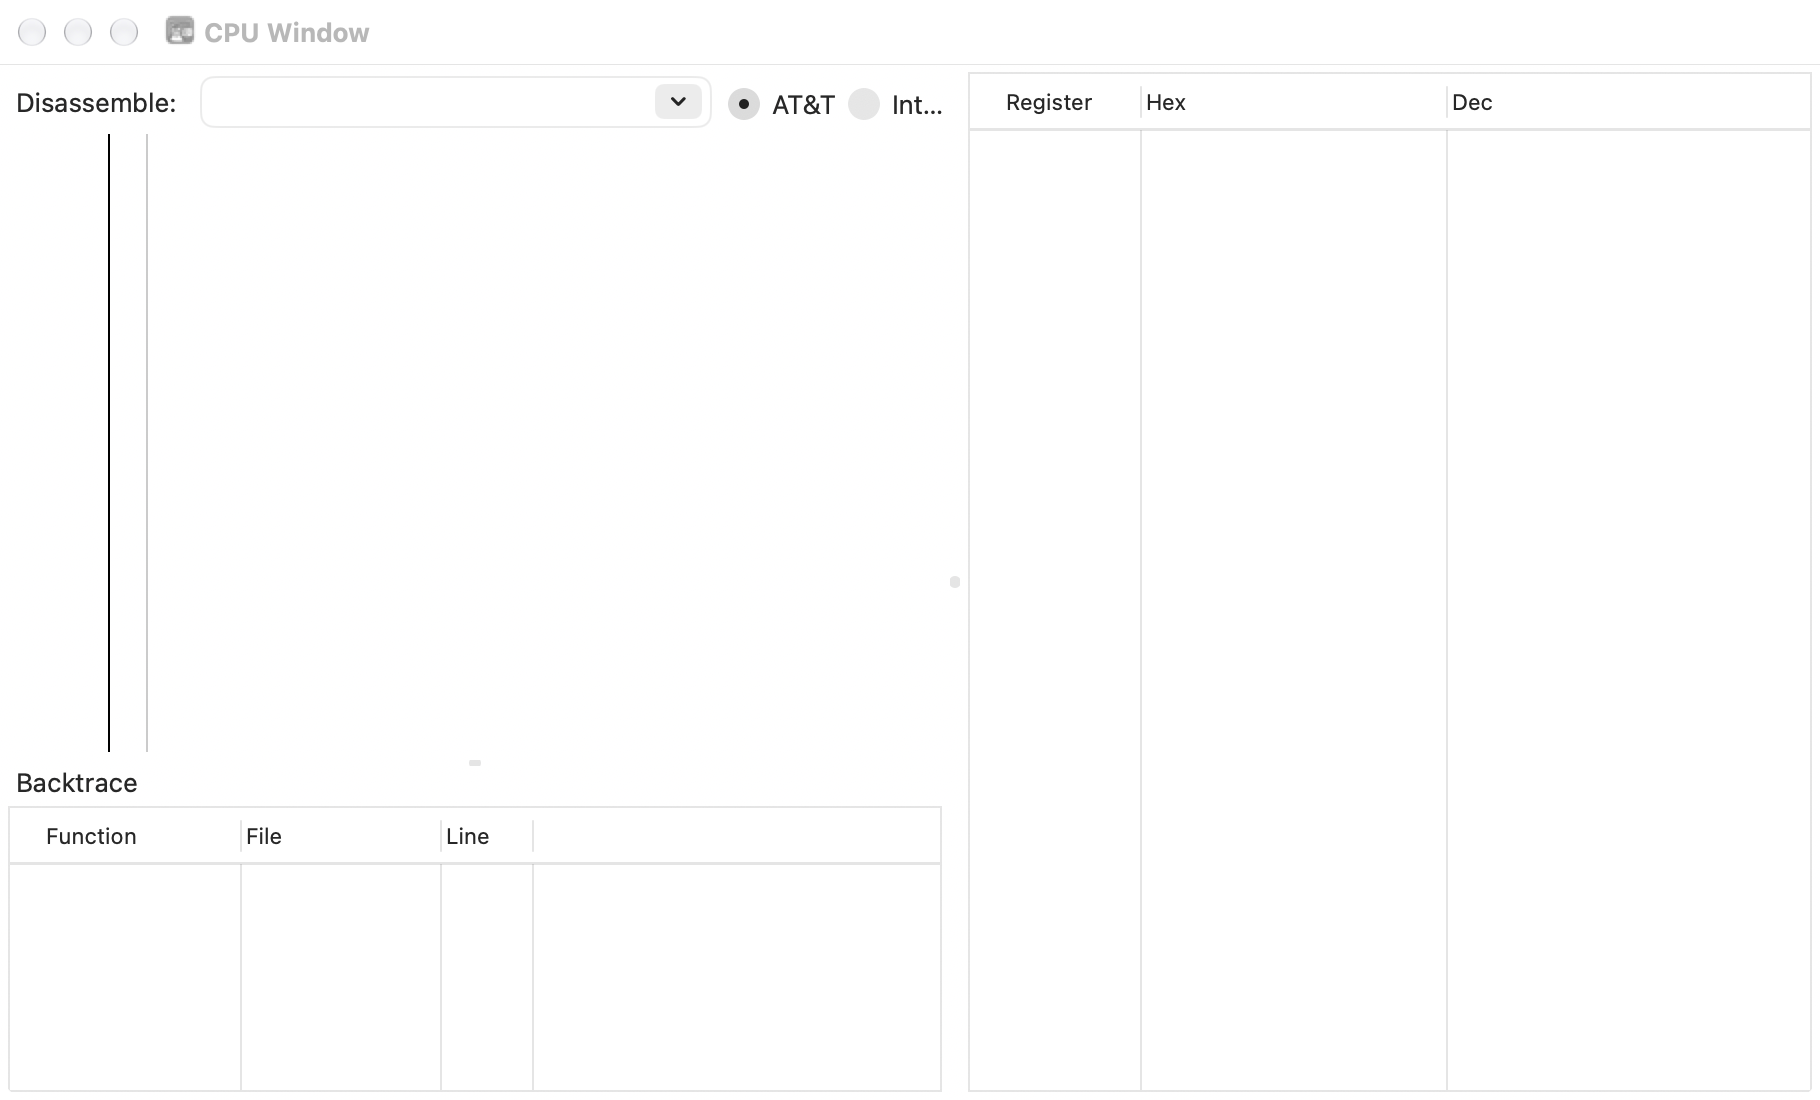 CPU Window
Disassemble:
AT&T
Int...
Register
Hex
Dec
Backtrace
Function
File
Line